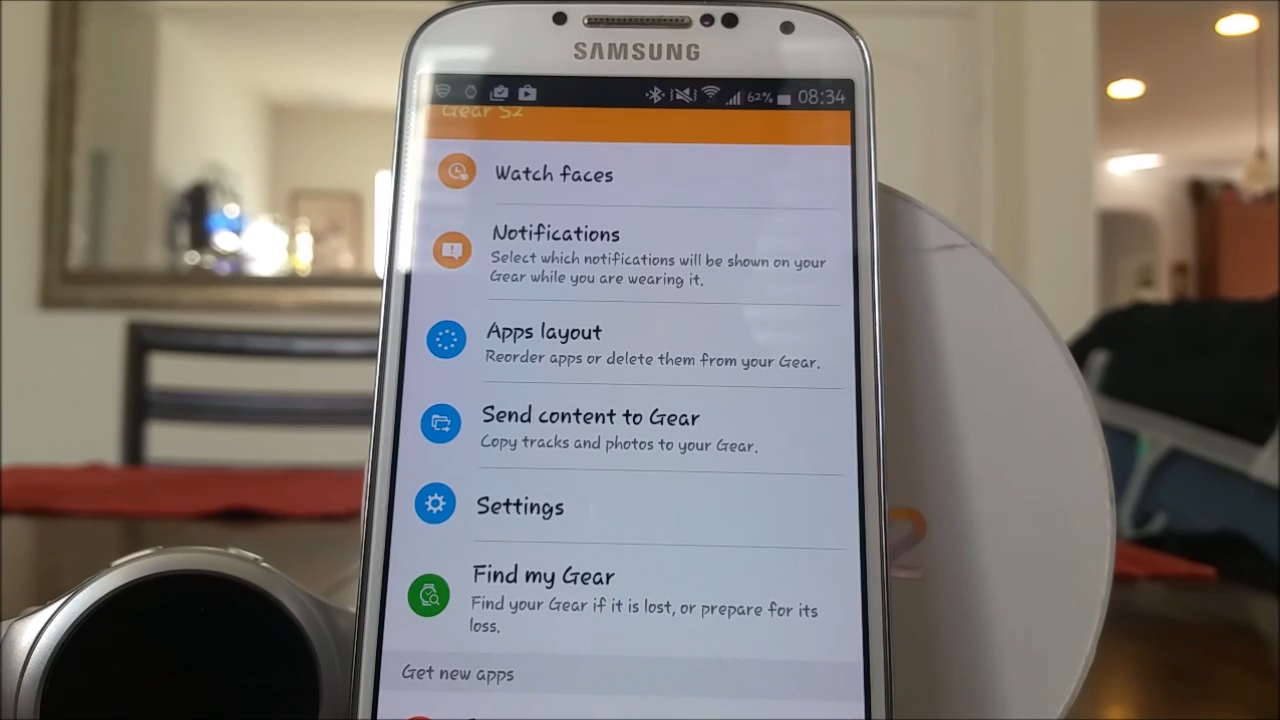 SAMSUNG
62% 08:34
Gear S2
Watch faces
Notifications
Select which notifications will be shown on your
Gear while you are wearing it.
Apps layout
Reorder apps or delete them from your Gear.
Send content to Gear
Copy tracks and photos to your Gear.
Settings
Find my Gear
Find your Gear if it is lost, or prepare for its
loss.
Get new apps
2